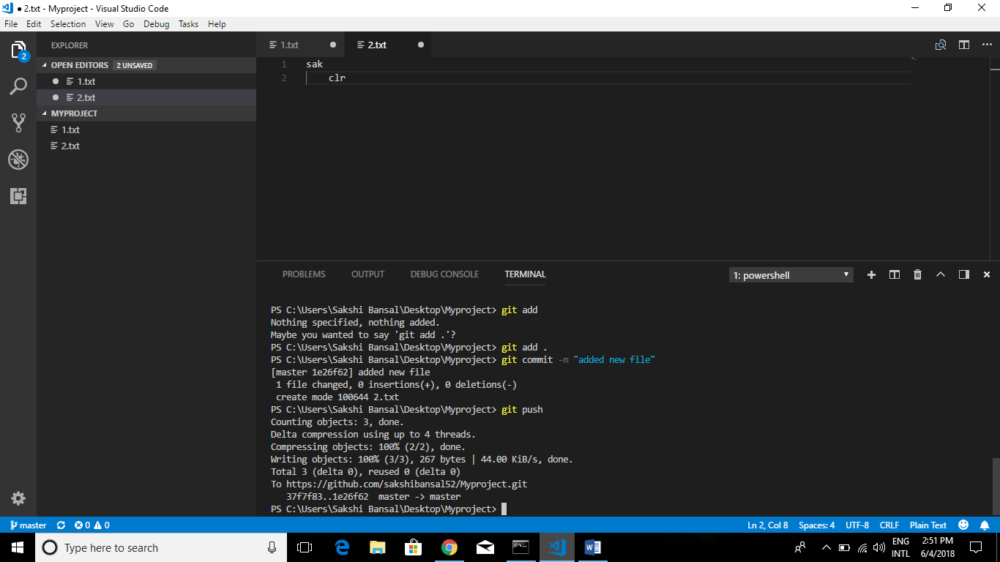 ● 2.txt - Myproject - Visual Studio Code
File Edit Selection View Go Debug Tasks Help
2
EXPLORER
OPEN EDITORS 2 UNSAVED
1.txt
2.txt
MYPROJECT
1.txt
2.txt
1.txt 2.txt
1 sak
2 clr
PROBLEMS OUTPUT DEBUG CONSOLE TERMINAL
1: powershell
PS C:\Users\Sakshi Bansal\Desktop\Myproject> git add
Nothing specified, nothing added.
Maybe you wanted to say 'git add .'?
PS C:\Users\Sakshi Bansal\Desktop\Myproject> git add .
PS C:\Users\Sakshi Bansal\Desktop\Myproject> git commit -m "added new file"
[master 1e26f62] added new file
 1 file changed, 0 insertions(+), 0 deletions(-)
 create mode 100644 2.txt
PS C:\Users\Sakshi Bansal\Desktop\Myproject> git push
Counting objects: 3, done.
Delta compression using up to 4 threads.
Compressing objects: 100% (2/2), done.
Writing objects: 100% (3/3), 267 bytes | 44.00 KiB/s, done.
Total 3 (delta 0), reused 0 (delta 0)
To https://github.com/sakshibansal52/Myproject.git
   37f7f83..1e26f62  master -> master
PS C:\Users\Sakshi Bansal\Desktop\Myproject>
master 0 0 Ln 2, Col 8 Spaces: 4 UTF-8 CRLF Plain Text
Type here to search
ENG
INTL
2:51 PM
6/4/2018